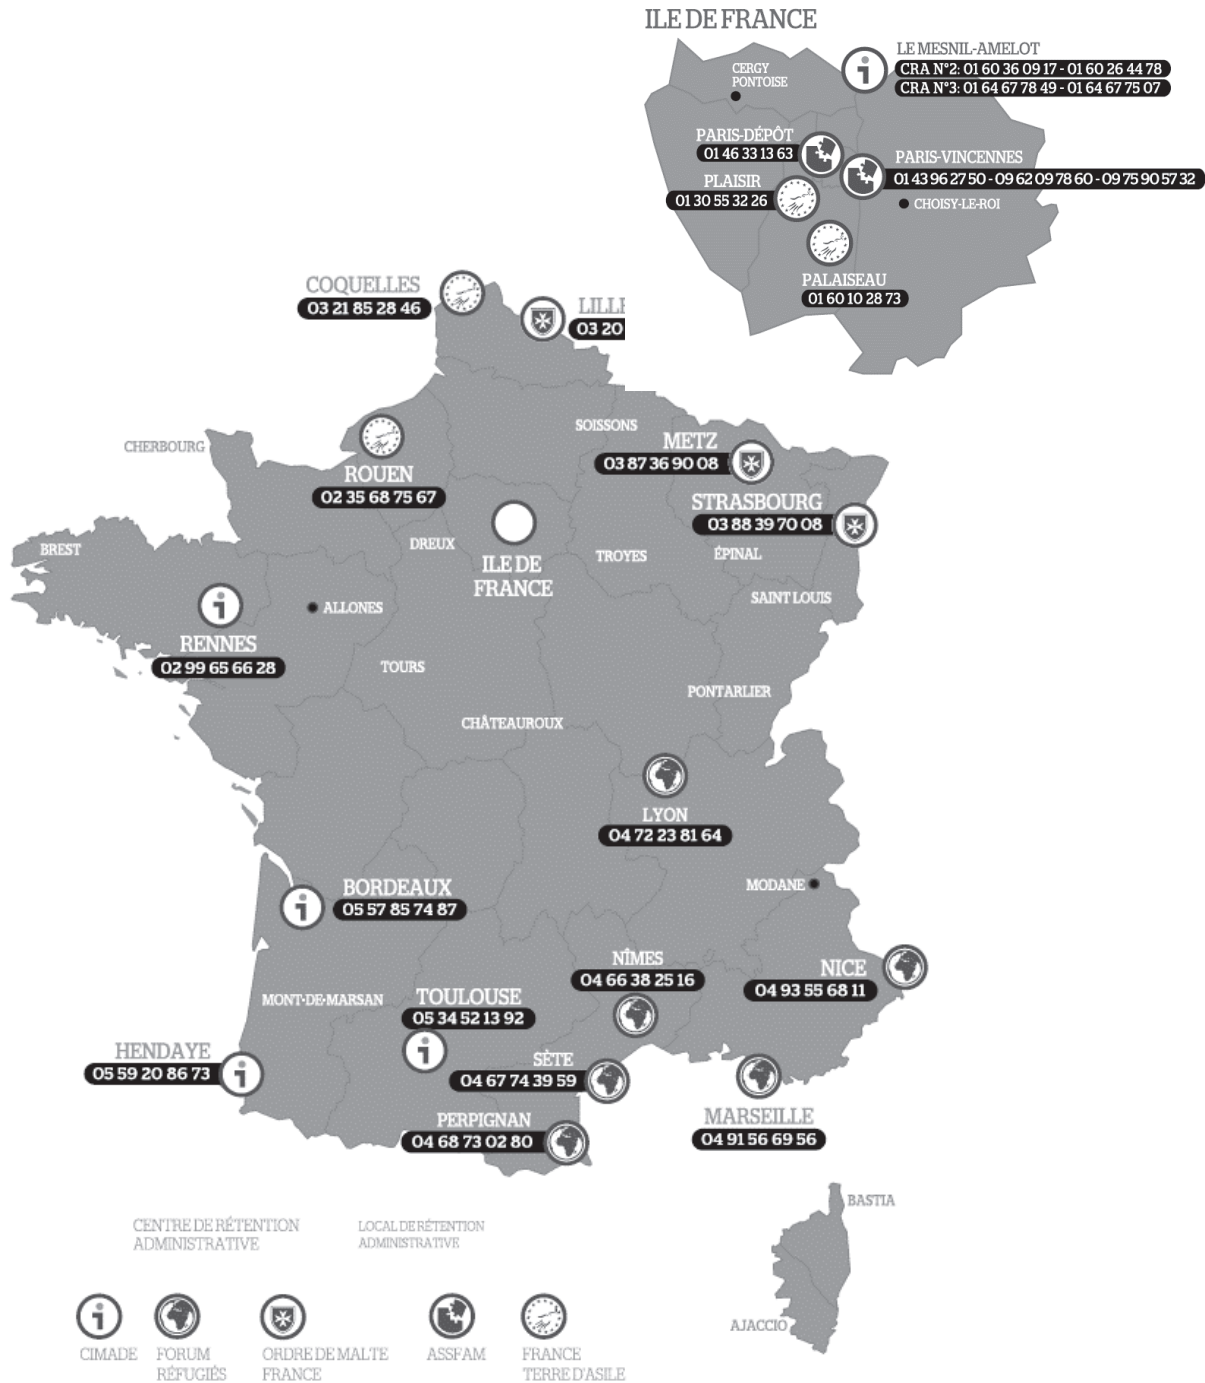 ILE DE FRANCE
LE MESNIL-AMELOT
CRA N°2: 01 60 36 09 17 - 01 60 26 44 78
CRA N°3: 01 64 67 78 49 - 01 64 67 75 07
CERGY
PONTOISE
PARIS-DÉPÔT
01 46 33 13 63
PARIS-VINCENNES
01 43 96 27 50 - 09 62 09 78 60 - 09 75 90 57 32
PLAISIR
01 30 55 32 26
CHOISY-LE-ROI
PALAISEAU
01 60 10 28 73
COQUELLES
03 21 85 28 46
LILLE
03 20
SOISSONS
CHERBOURG
METZ
03 87 36 90 08
ROUEN
02 35 68 75 67
STRASBOURG
03 88 39 70 08
BREST
DREUX
ILE DE
FRANCE
TROYES
ÉPINAL
SAINT LOUIS
ALLONES
RENNES
02 99 65 66 28
TOURS
PONTARLIER
CHÂTEAUROUX
LYON
04 72 23 81 64
MODANE
BORDEAUX
05 57 85 74 87
NÎMES
04 66 38 25 16
NICE
04 93 55 68 11
MONT-DE-MARSAN
TOULOUSE
05 34 52 13 92
HENDAYE
05 59 20 86 73
SÈTE
04 67 74 39 59
PERPIGNAN
04 68 73 02 80
MARSEILLE
04 91 56 69 56
BASTIA
AJACCIO
CENTRE DE RÉTENTION
ADMINISTRATIVE
LOCAL DE RÉTENTION
ADMINISTRATIVE
CIMADE
FORUM
RÉFUGIÉS
ORDRE DE MALTE
FRANCE
ASSFAM
FRANCE
TERRE D'ASILE